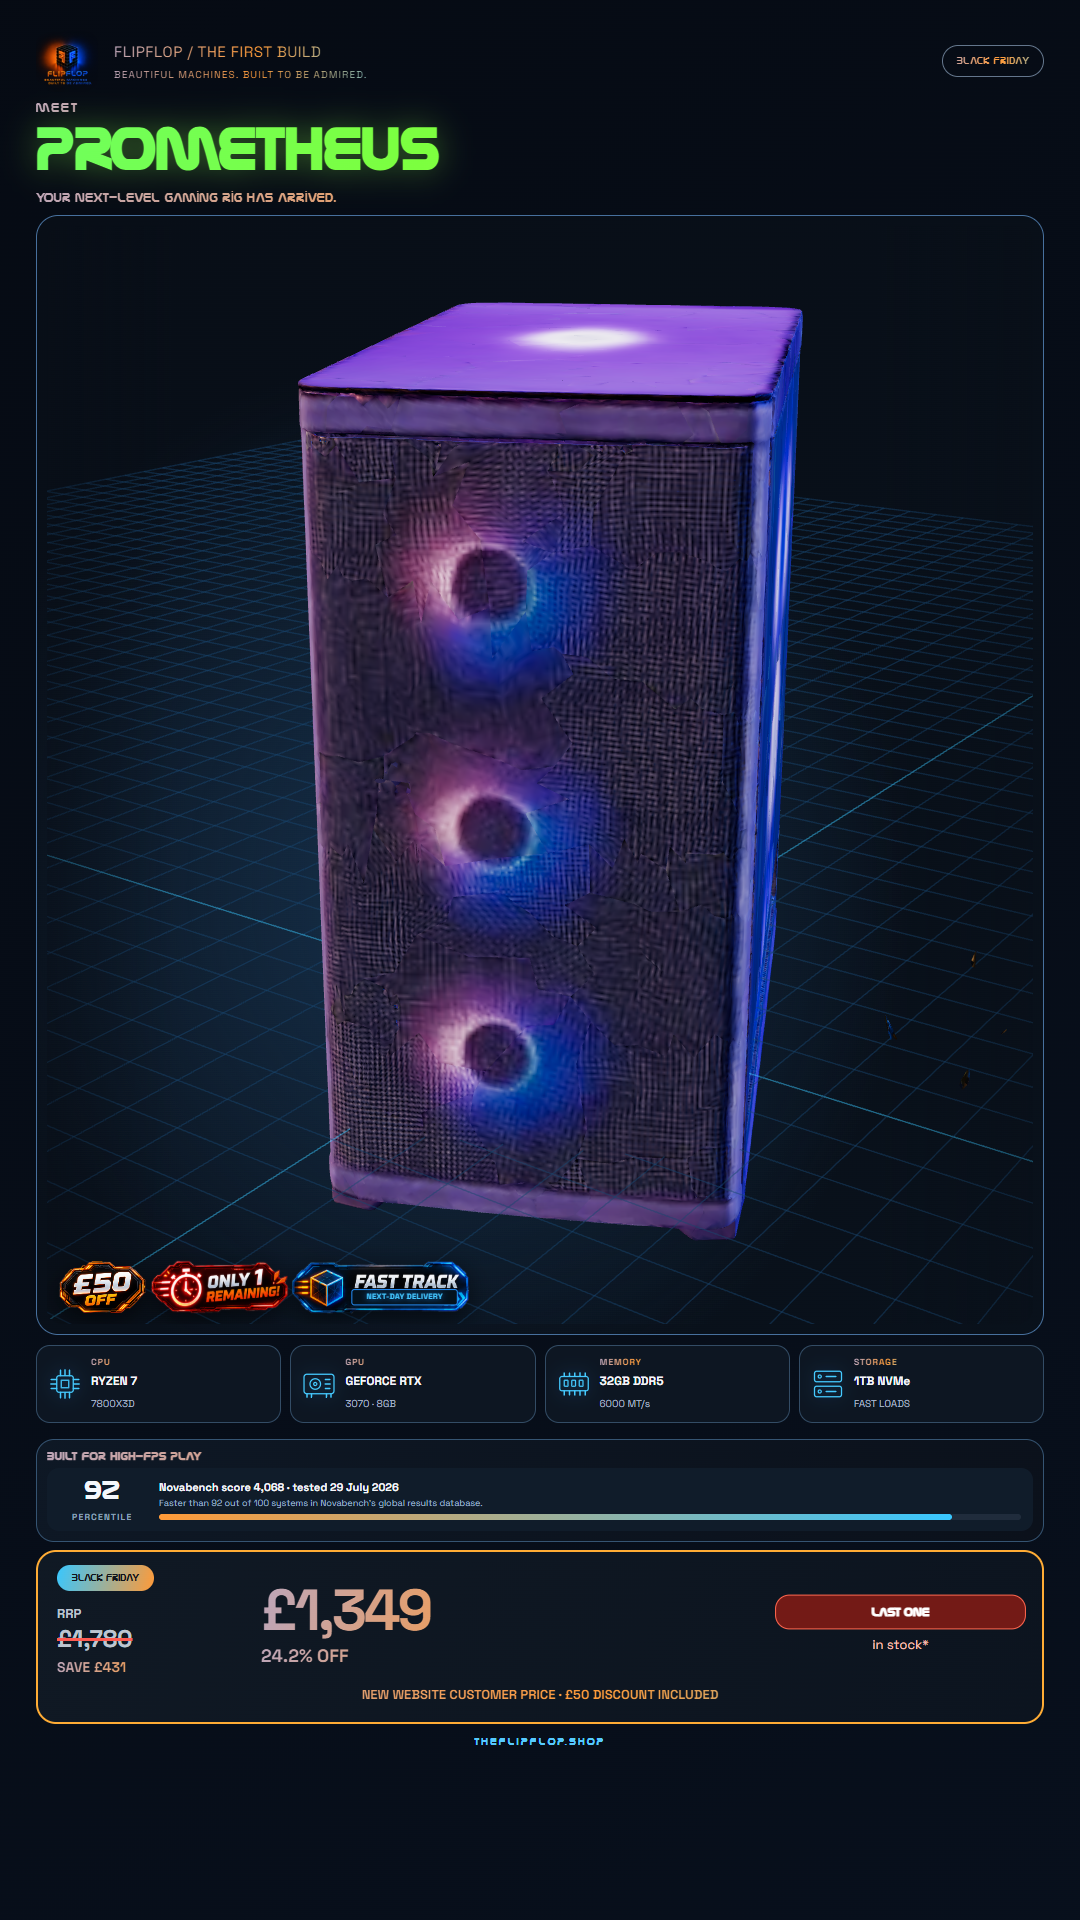 FLIPFLOP
FLIPFLOP / THE FIRST BUILD
BEAUTIFUL MACHINES. BUILT TO BE ADMIRED.
BLACK FRIDAY
MEET
PROMETHEUS
YOUR NEXT-LEVEL GAMING RIG HAS ARRIVED.
£50
OFF
ONLY 1
REMAINING!
FAST TRACK
NEXT-DAY DELIVERY
CPU
RYZEN 7
7800X3D
GPU
GEFORCE RTX
3070 · 8GB
MEMORY
32GB DDR5
6000 MT/s
STORAGE
1TB NVMe
FAST LOADS
BUILT FOR HIGH-FPS PLAY
92
PERCENTILE
Novabench score 4,068 · tested 29 July 2026
Faster than 92 out of 100 systems in Novabench's global results database.
BLACK FRIDAY
RRP
£1,780
SAVE £431
£1,349
24.2% OFF
LAST ONE
in stock*
NEW WEBSITE CUSTOMER PRICE · £50 DISCOUNT INCLUDED
THEFLIPFLOP.SHOP